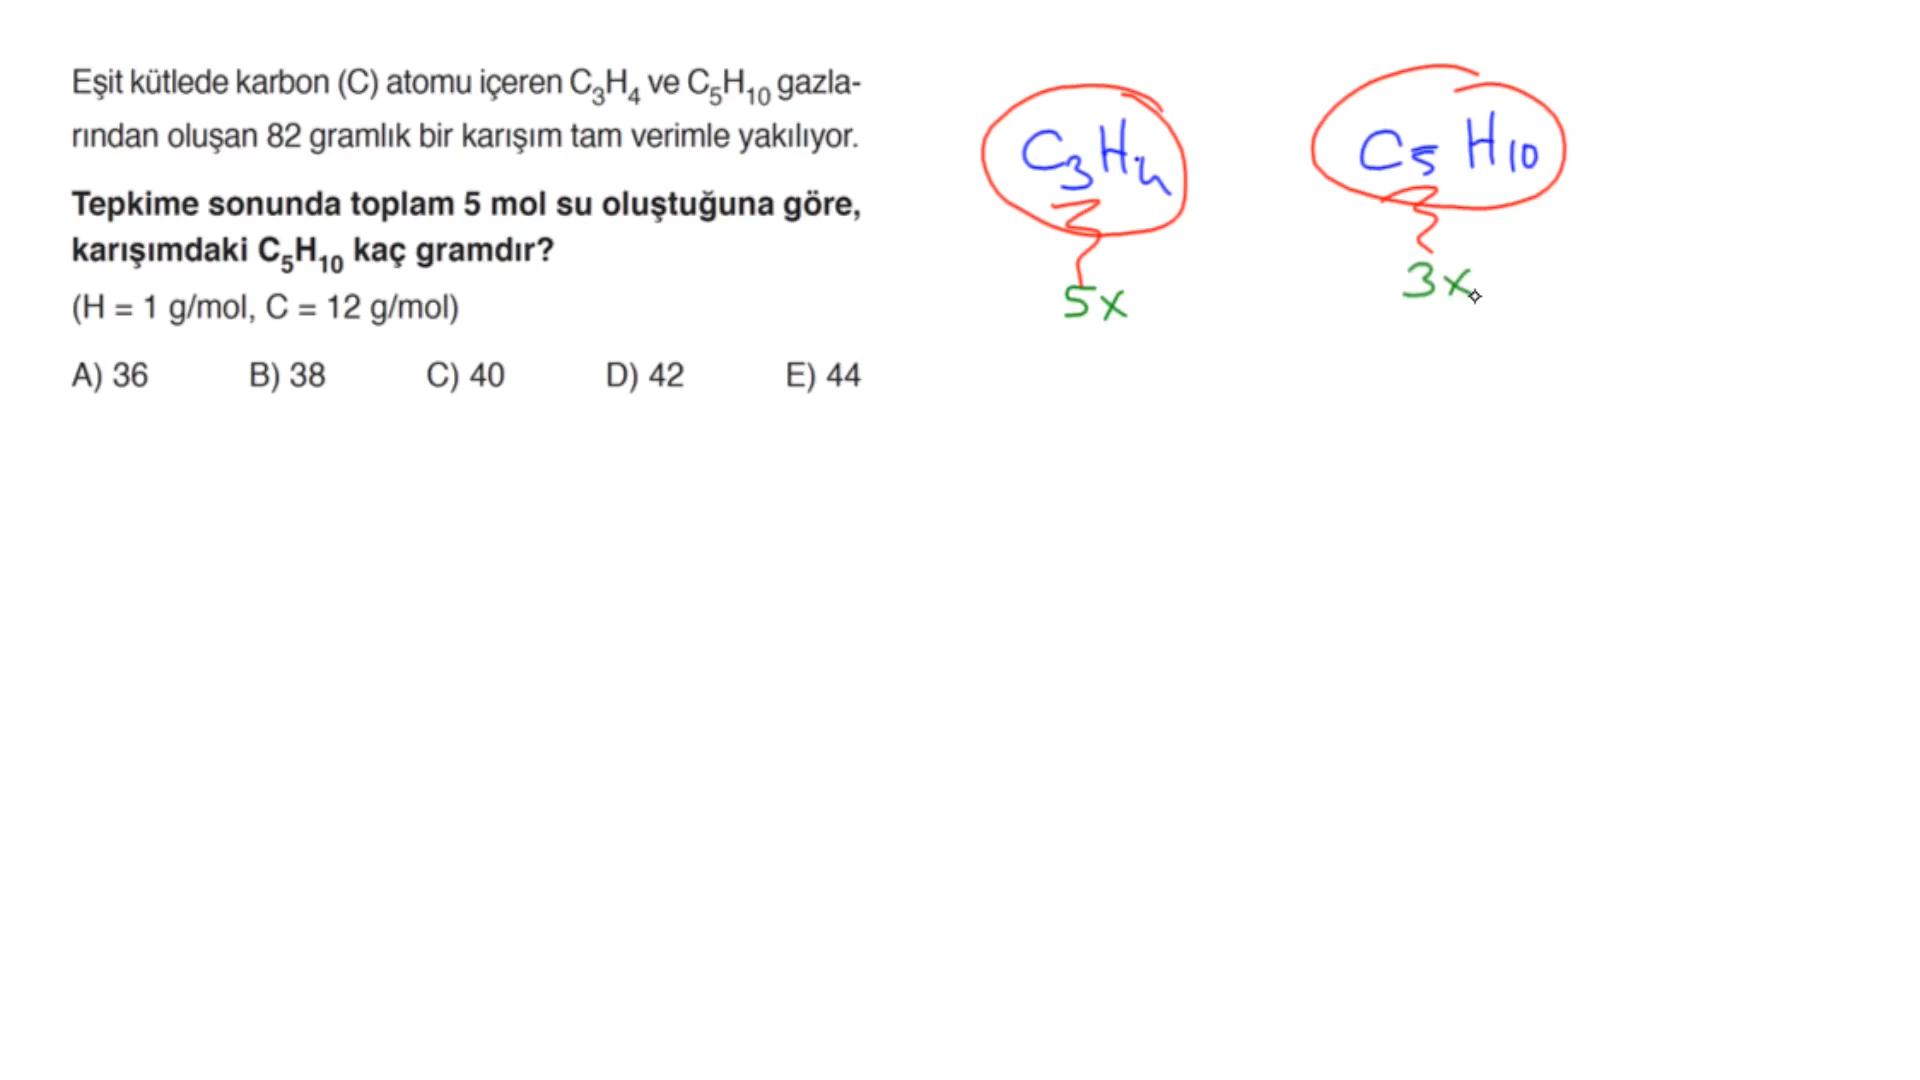 Eşit kütlede karbon (C) atomu içeren C₃H₄ ve C₅H₁₀ gazla-
rından oluşan 82 gramlık bir karışım tam verimle yakılıyor.
Tepkime sonunda toplam 5 mol su oluştuğuna göre,
karışımdaki C₅H₁₀ kaç gramdır?
(H = 1 g/mol, C = 12 g/mol)
A) 36 B) 38 C) 40 D) 42 E) 44
C₃H₄ C₅H₁₀
5x 3x